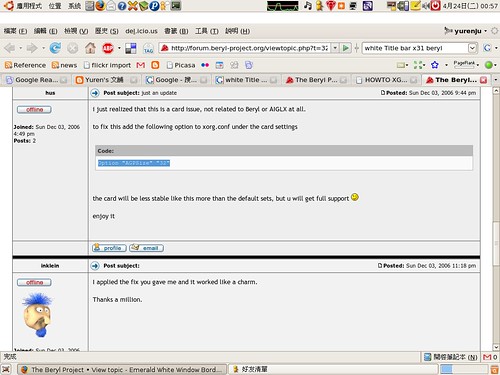 應用程式 位置 系統
4月24日(二) 00:57
檔案(F) 編輯(E) 檢視(V) 歷史(S) del.icio.us 書籤(B) 工具(T) 說明(H)
yurenju
http://forum.beryl-project.org/viewtopic.php?t=32
white Title bar x31 beryl
Reference news flickr import Picasa
PageRank
Google Rea...
Yuren's 文輔
Google - 搜...
white Title ...
The Beryl P...
HOWTO XG...
The Beryl...
hus
Post subject: just an update
Posted: Sun Dec 03, 2006 9:44 pm
offline
Joined: Sun Dec 03, 2006 4:49 pm
Posts: 2
I just realized that this is a card issue, not related to Beryl or AIGLX at all.
to fix this add the following option to xorg.conf under the card settings
Code:
Option "AGPSize" "32"
the card will be less stable like this more than the default sets, but u will get full support
enjoy it
profile
email
inklein
Post subject:
Posted: Sun Dec 03, 2006 11:18 pm
offline
I applied the fix you gave me and it worked like a charm.
Thanks a million.
Joined: Sun Dec 03, 2006
完成
開啓筆記本 (N)
0
The Beryl Project • View topic - Emerald White Window Bord...
好友清單